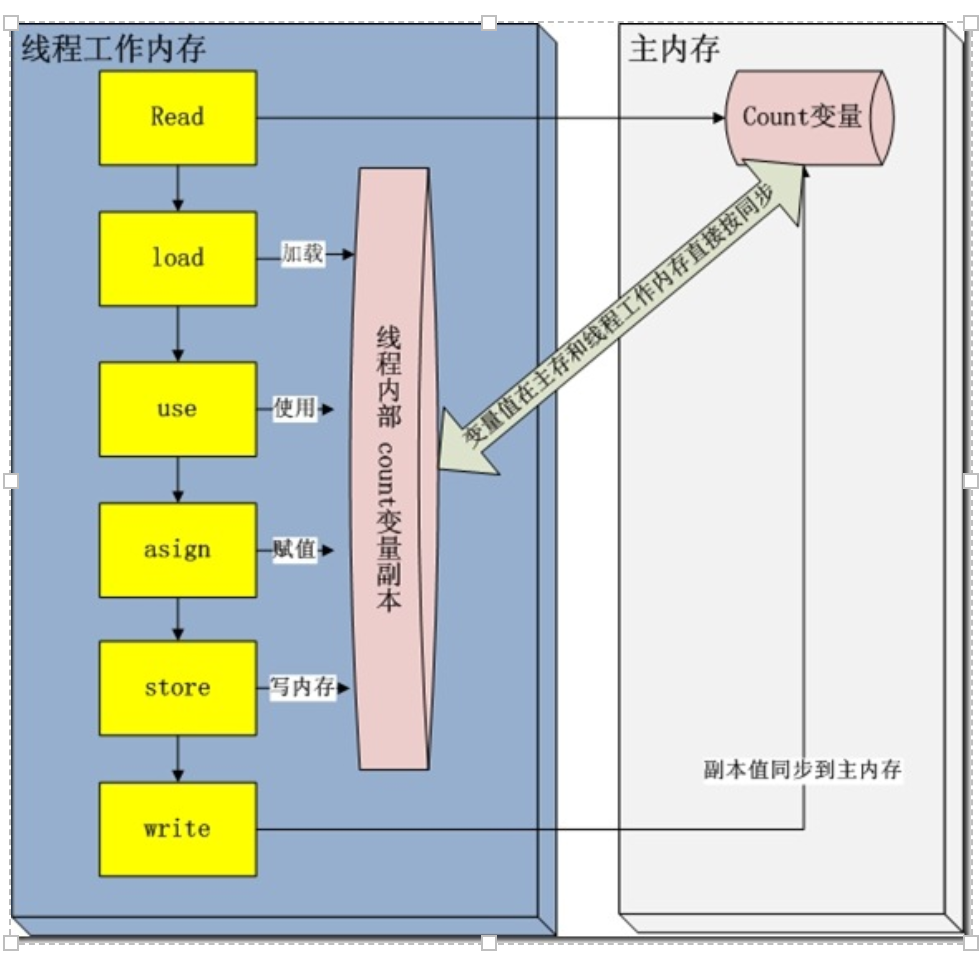 线程工作内存
主内存
Read
Count变量
load
加载
use
使用
asign
赋值
store
写内存
write
线程内部 count变量副本
变量值在主存和线程工作内存直接按同步
副本值同步到主内存